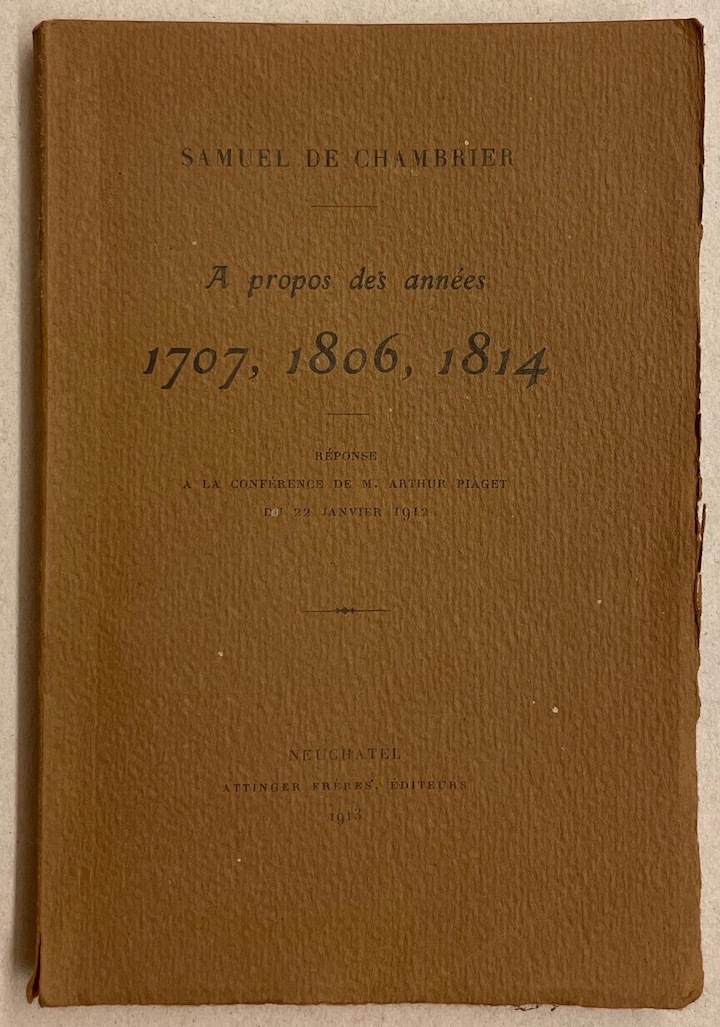 SAMUEL DE CHAMBRIER
A propos des années
1707, 1806, 1814
RÉPONSE
A LA CONFÉRENCE DE M. ARTHUR PIAGET
DU 22 JANVIER 1912
NEUCHATEL
ATTINGER FRÈRES, ÉDITEURS
1913